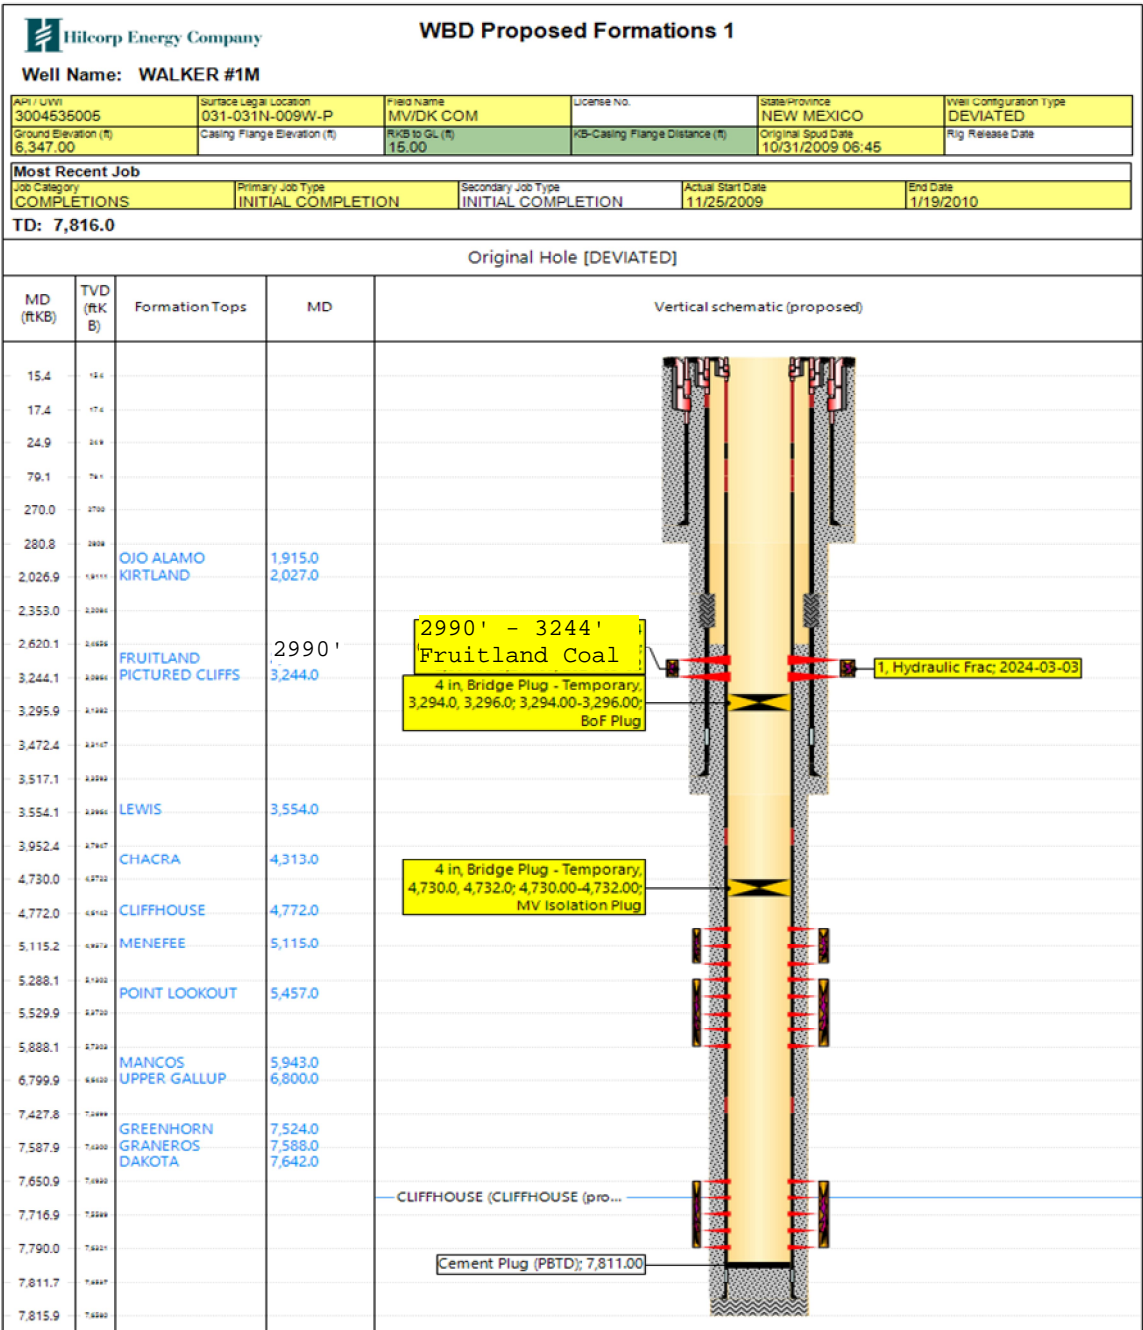 Hilcorp Energy Company
WBD Proposed Formations 1
Well Name: WALKER #1M
API / UWI
3004535005
Surface Legal Location
031-031N-009W-P
Field Name
MV/DK COM
License No.
State/Province
NEW MEXICO
Well Configuration Type
DEVIATED
Ground Elevation (ft)
6,347.00
Casing Flange Elevation (ft)
RKB to GL (ft)
15.00
KB-Casing Flange Distance (ft)
Original Spud Date
10/31/2009 06:45
Rig Release Date
Most Recent Job
Job Category
COMPLETIONS
Primary Job Type
INITIAL COMPLETION
Secondary Job Type
INITIAL COMPLETION
Actual Start Date
11/25/2009
End Date
1/19/2010
TD: 7,816.0
Original Hole [DEVIATED]
MD (ftKB)
TVD (ftKB)
Formation Tops
MD
Vertical schematic (proposed)
15.4
17.4
24.9
79.1
270.0
280.8
OJO ALAMO 1,915.0
2,026.9
KIRTLAND 2,027.0
2,353.0
2,620.1
2990' - 3244'
Fruitland Coal
FRUITLAND 2990'
PICTURED CLIFFS 3,244.0
3,244.1
1, Hydraulic Frac; 2024-03-03
4 in, Bridge Plug - Temporary,
3,294.0, 3,296.0; 3,294.00-3,296.00;
BoF Plug
3,295.9
3,472.4
3,517.1
3,554.1
LEWIS 3,554.0
3,952.4
CHACRA 4,313.0
4 in, Bridge Plug - Temporary,
4,730.0, 4,732.0; 4,730.00-4,732.00;
MV Isolation Plug
4,730.0
4,772.0
CLIFFHOUSE 4,772.0
5,115.2
MENEFEE 5,115.0
5,288.1
POINT LOOKOUT 5,457.0
5,529.9
5,888.1
MANCOS 5,943.0
6,799.9
UPPER GALLUP 6,800.0
7,427.8
GREENHORN 7,524.0
7,587.9
GRANEROS 7,588.0
DAKOTA 7,642.0
7,650.9
CLIFFHOUSE (CLIFFHOUSE (pro...
7,716.9
7,790.0
Cement Plug (PBTD); 7,811.00
7,811.7
7,815.9